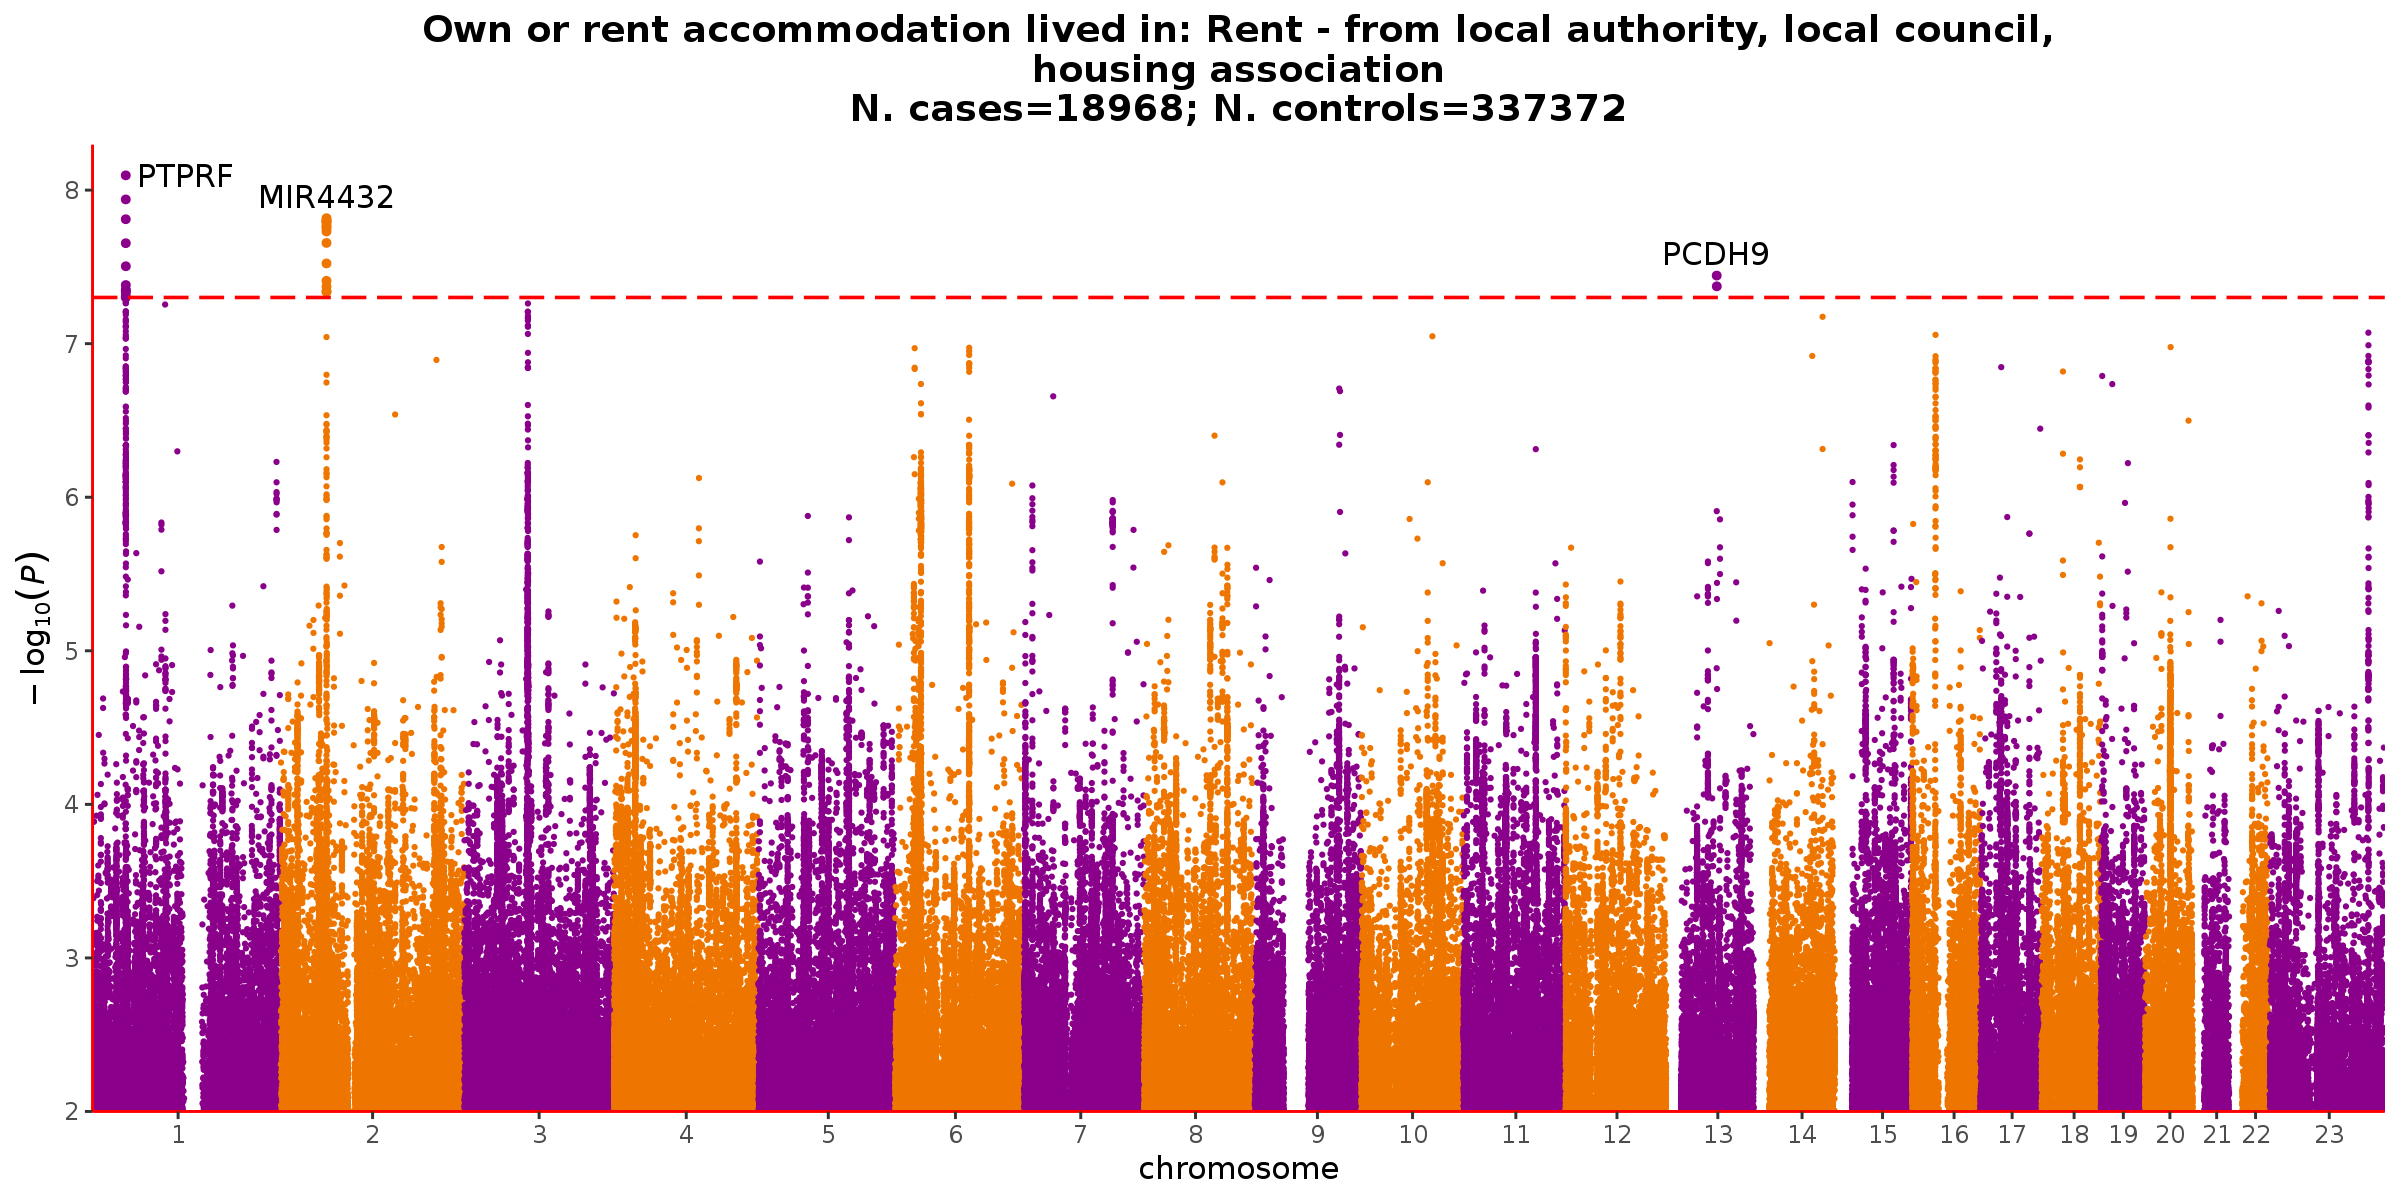 Own or rent accommodation lived in: Rent - from local authority, local council,
housing association
N. cases=18968; N. controls=337372
PTPRF
MIR4432
PCDH9
8
7
6
5
4
3
2
− log10(P)
1 2 3 4 5 6 7 8 9 10 11 12 13 14 15 16 17 18 19 20 21 22 23
chromosome